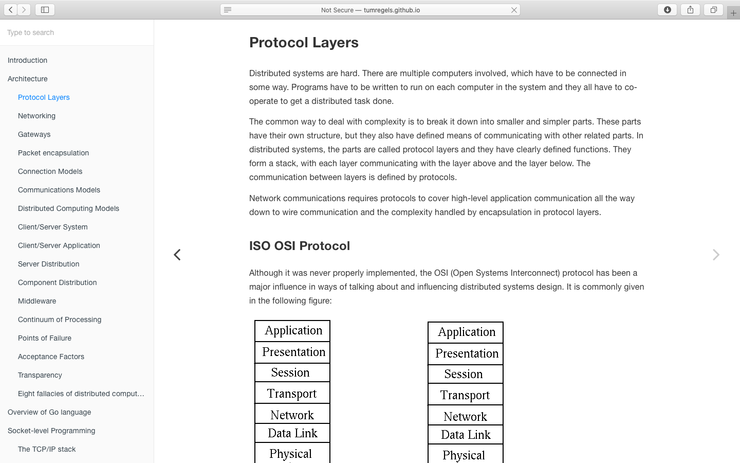 Not Secure — tumregels.github.io
Type to search
Introduction
Architecture
Protocol Layers
Networking
Gateways
Packet encapsulation
Connection Models
Communications Models
Distributed Computing Models
Client/Server System
Client/Server Application
Server Distribution
Component Distribution
Middleware
Continuum of Processing
Points of Failure
Acceptance Factors
Transparency
Eight fallacies of distributed comput...
Overview of Go language
Socket-level Programming
The TCP/IP stack
Protocol Layers
Distributed systems are hard. There are multiple computers involved, which have to be connected in
some way. Programs have to be written to run on each computer in the system and they all have to co-
operate to get a distributed task done.
The common way to deal with complexity is to break it down into smaller and simpler parts. These parts
have their own structure, but they also have defined means of communicating with other related parts. In
distributed systems, the parts are called protocol layers and they have clearly defined functions. They
form a stack, with each layer communicating with the layer above and the layer below. The
communication between layers is defined by protocols.
Network communications requires protocols to cover high-level application communication all the way
down to wire communication and the complexity handled by encapsulation in protocol layers.
ISO OSI Protocol
Although it was never properly implemented, the OSI (Open Systems Interconnect) protocol has been a
major influence in ways of talking about and influencing distributed systems design. It is commonly given
in the following figure:
Application
Presentation
Session
Transport
Network
Data Link
Physical
Application
Presentation
Session
Transport
Network
Data Link
Physical